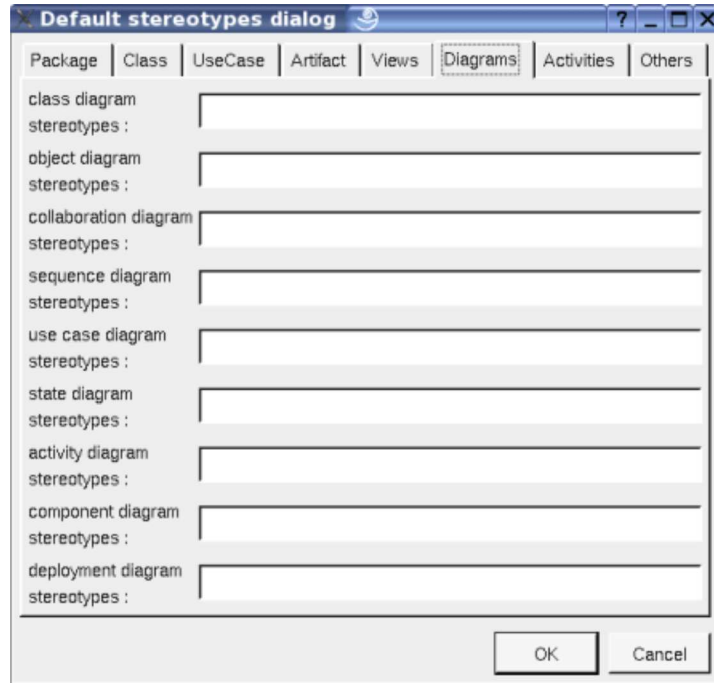 Default stereotypes dialog
Package Class UseCase Artifact Views Diagrams Activities Others
class diagram
stereotypes :
object diagram
stereotypes :
collaboration diagram
stereotypes :
sequence diagram
stereotypes :
use case diagram
stereotypes :
state diagram
stereotypes :
activity diagram
stereotypes :
component diagram
stereotypes :
deployment diagram
stereotypes :
OK Cancel